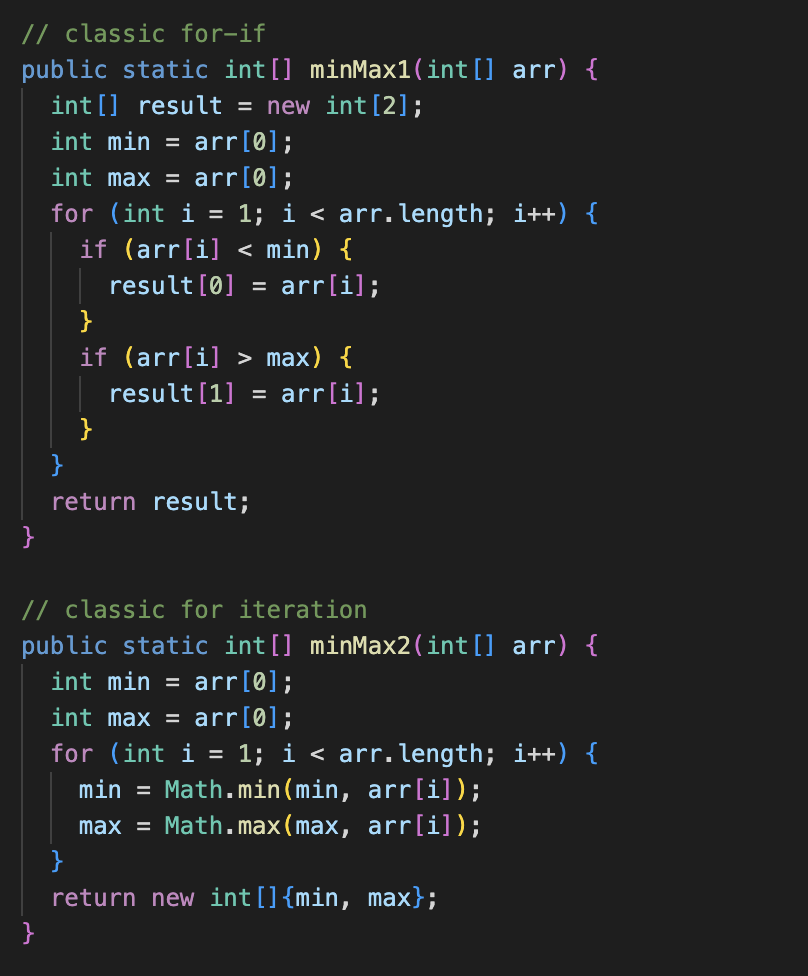 // classic for-if
public static int[] minMax1(int[] arr) {
  int[] result = new int[2];
  int min = arr[0];
  int max = arr[0];
  for (int i = 1; i < arr.length; i++) {
    if (arr[i] < min) {
      result[0] = arr[i];
    }
    if (arr[i] > max) {
      result[1] = arr[i];
    }
  }
  return result;
}

// classic for iteration
public static int[] minMax2(int[] arr) {
  int min = arr[0];
  int max = arr[0];
  for (int i = 1; i < arr.length; i++) {
    min = Math.min(min, arr[i]);
    max = Math.max(max, arr[i]);
  }
  return new int[]{min, max};
}